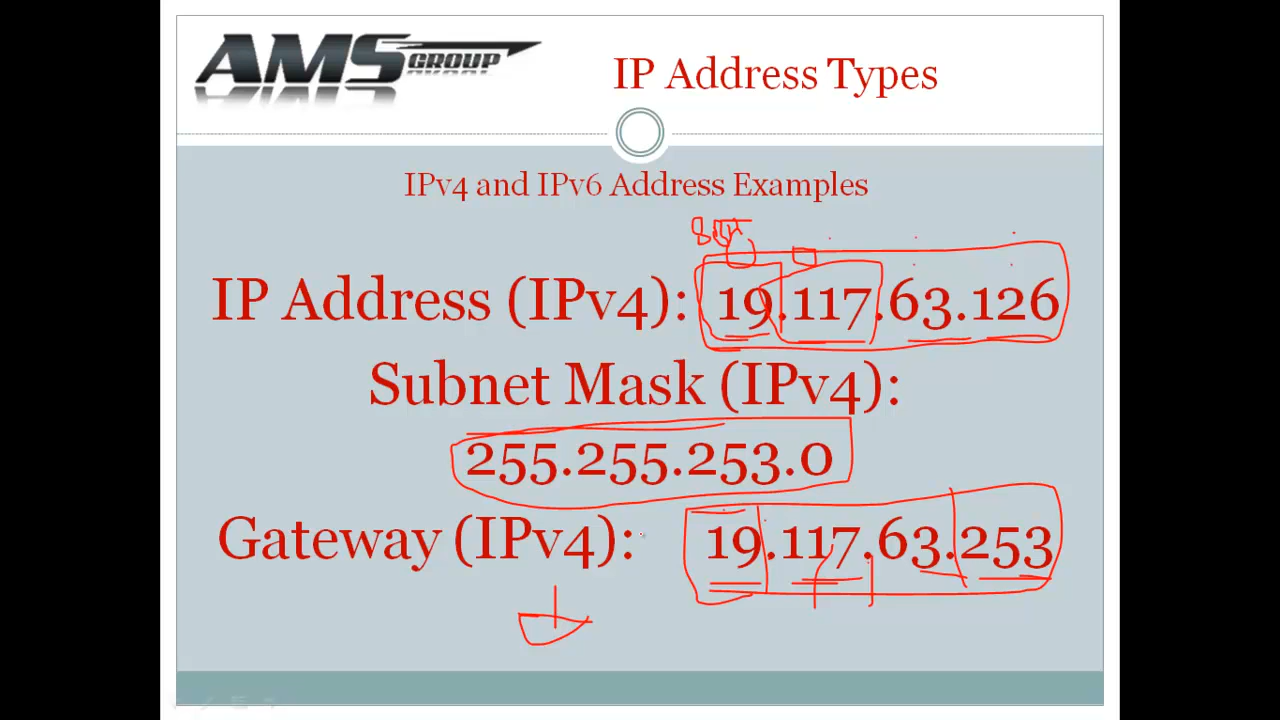 AMS GROUP
IP Address Types
IPv4 and IPv6 Address Examples
IP Address (IPv4): 19.117.63.126
Subnet Mask (IPv4):
255.255.253.0
Gateway (IPv4): 19.117.63.253